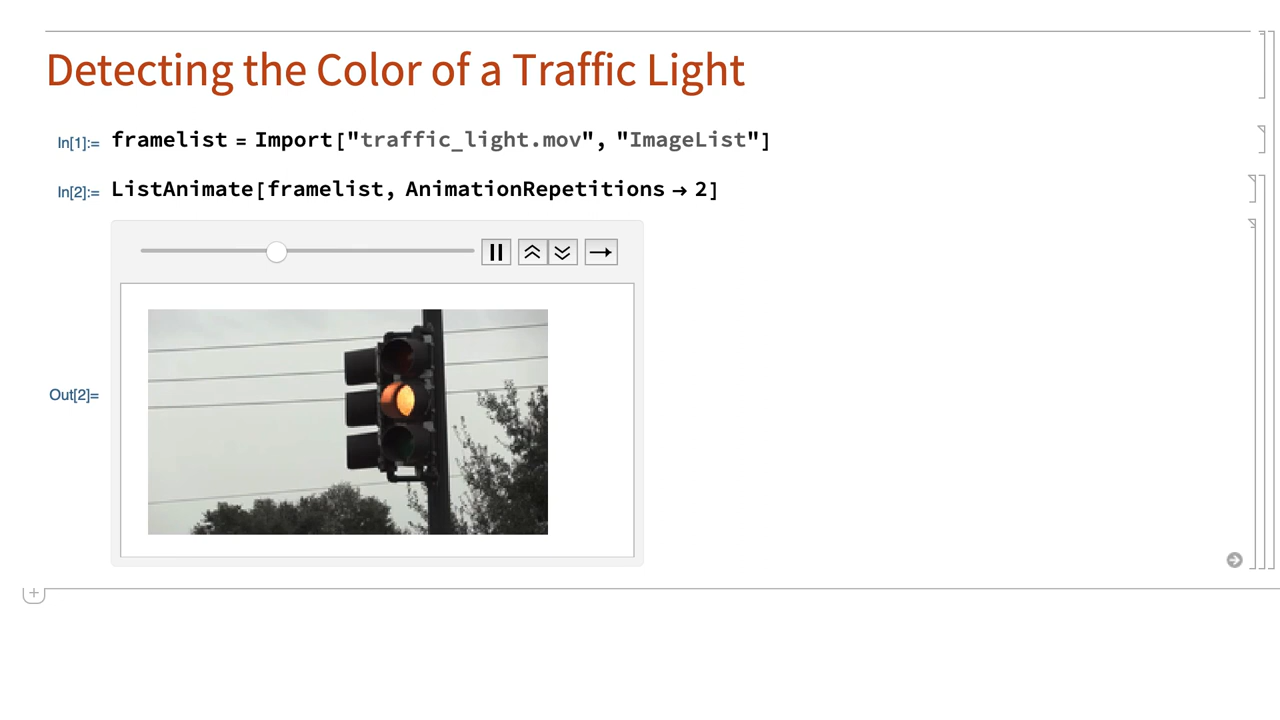 Detecting the Color of a Traffic Light
In[1]:= framelist = Import["traffic_light.mov", "ImageList"]
In[2]:= ListAnimate[framelist, AnimationRepetitions → 2]
Out[2]=